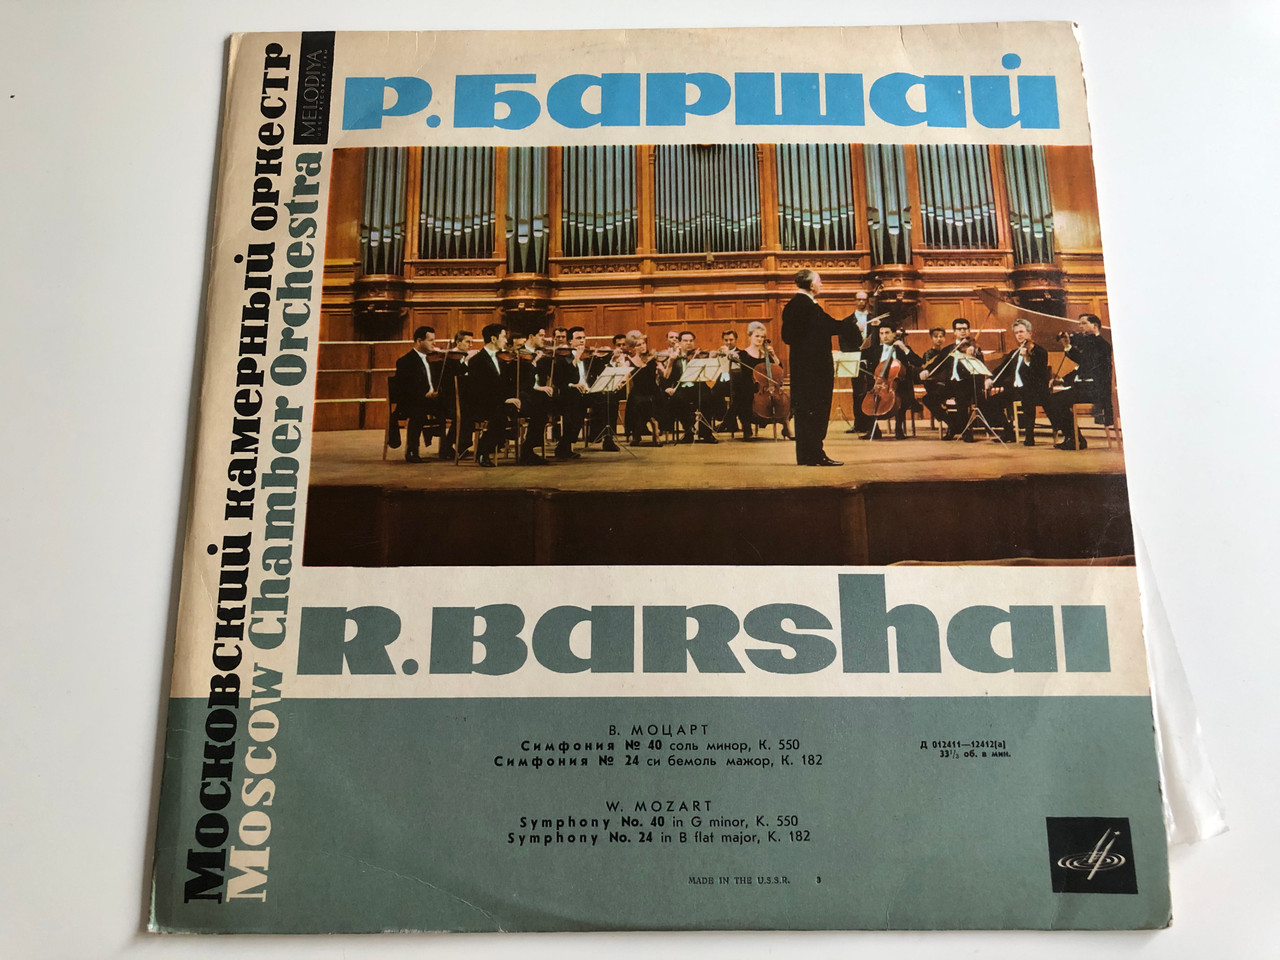 Р. Баршай
MELODIYA
Московский камерный оркестр
Moscow Chamber Orchestra
R. Barshai
В. МОЦАРТ
Симфония № 40 соль минор, К. 550
Симфония № 24 си бемоль мажор, К. 182
Д 012411—12412(а)
33⅓ об. в мин.
W. MOZART
Symphony No. 40 in G minor, K. 550
Symphony No. 24 in B flat major, K. 182
MADE IN THE U.S.S.R. 3